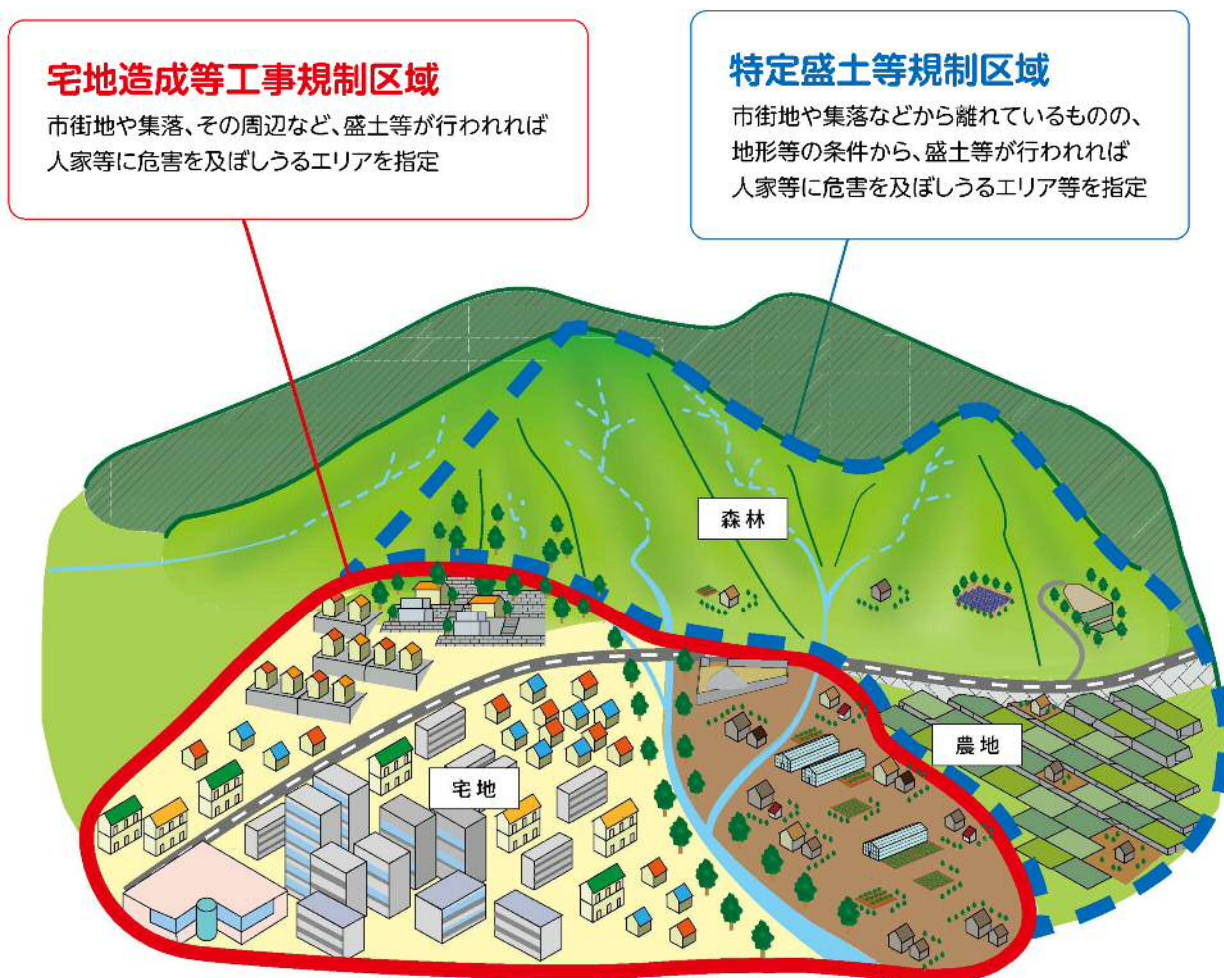 宅地造成等工事規制区域
市街地や集落、その周辺など、盛土等が行われれば
人家等に危害を及ぼしうるエリアを指定
特定盛土等規制区域
市街地や集落などから離れているものの、
地形等の条件から、盛土等が行われれば
人家等に危害を及ぼしうるエリア等を指定
森林
農地
宅地